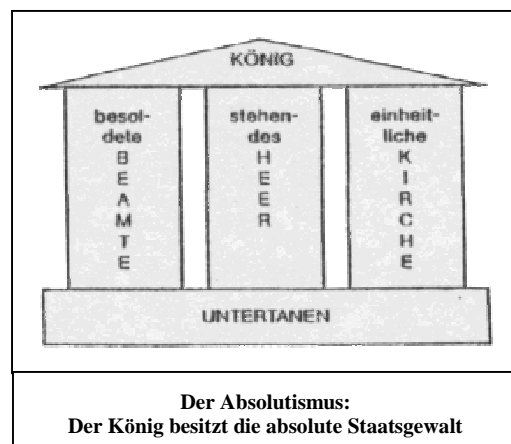 KÖNIG
besol-
dete
B
E
A
M
T
E
stehen-
des
H
E
E
R
einheit-
liche
K
I
R
C
H
E
UNTERTANEN
Der Absolutismus:
Der König besitzt die absolute Staatsgewalt